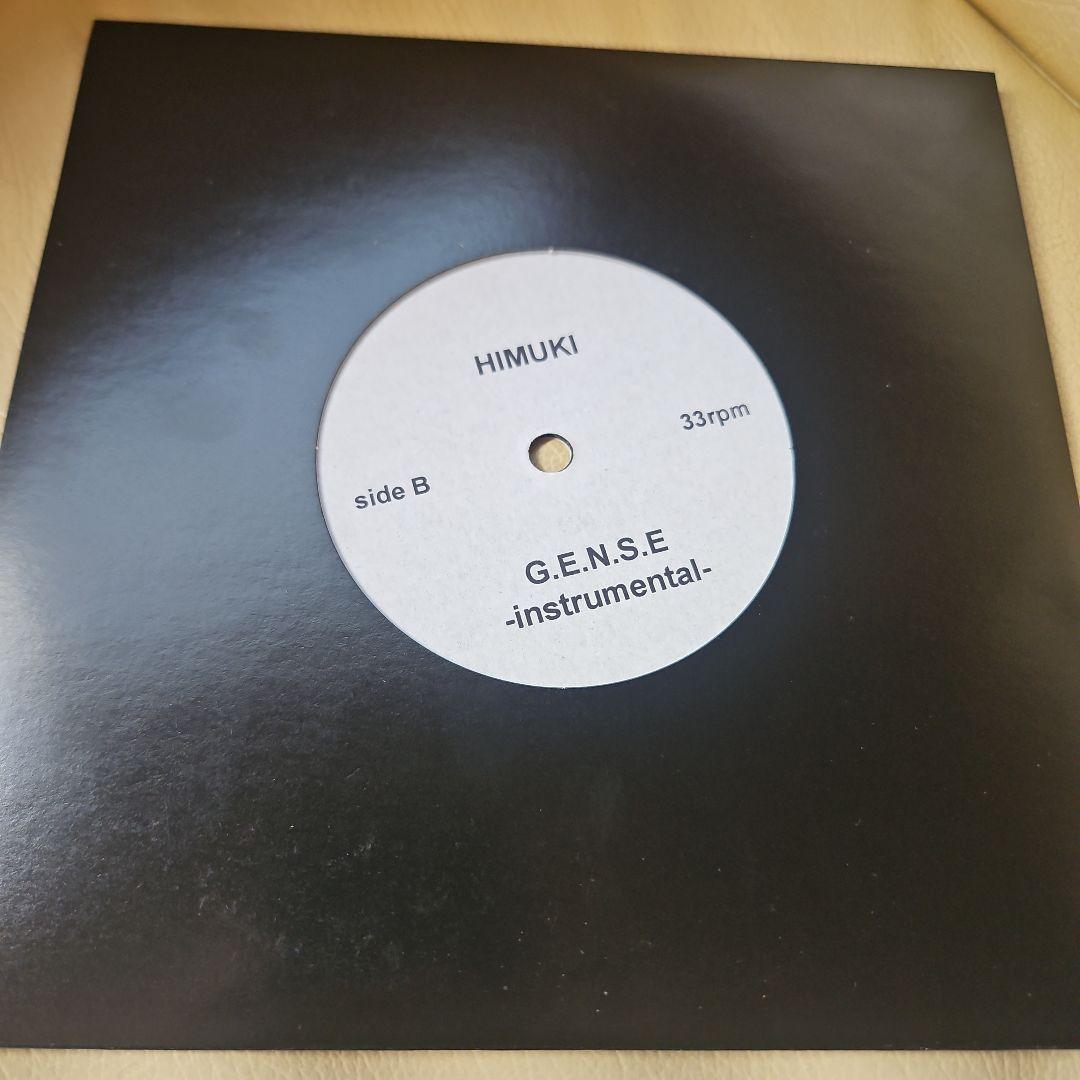 HIMUKI
33rpm
side B
G.E.N.S.E
-instrumental-